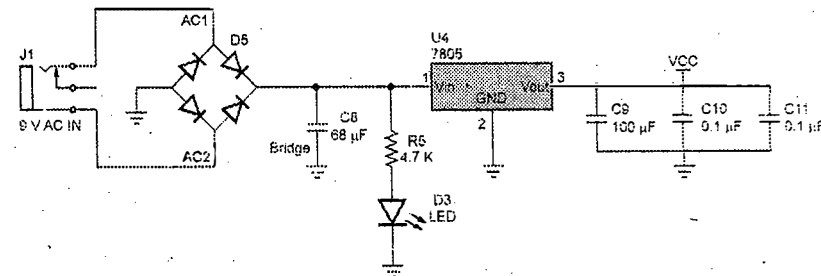 AC1
J1
D5
9 V AC IN
AC2
Bridge
C8
68 µF
R5
4.7 K
D3
LED
U4
7805
1
Vin
Vout
3
GND
2
VCC
C9
100 µF
C10
0.1 µF
C11
0.1 µF